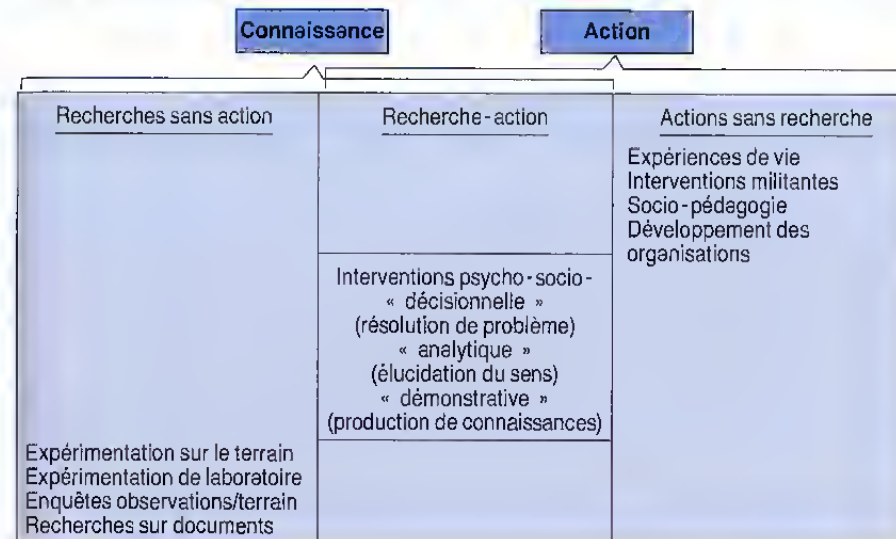 Connaissance
Action
Recherches sans action
Recherche-action
Actions sans recherche
Expériences de vie
Interventions militantes
Socio-pédagogie
Développement des
organisations
Interventions psycho-socio-
« décisionnelle »
(résolution de problème)
« analytique »
(élucidation du sens)
« démonstrative »
(production de connaissances)
Expérimentation sur le terrain
Expérimentation de laboratoire
Enquêtes observations/terrain
Recherches sur documents